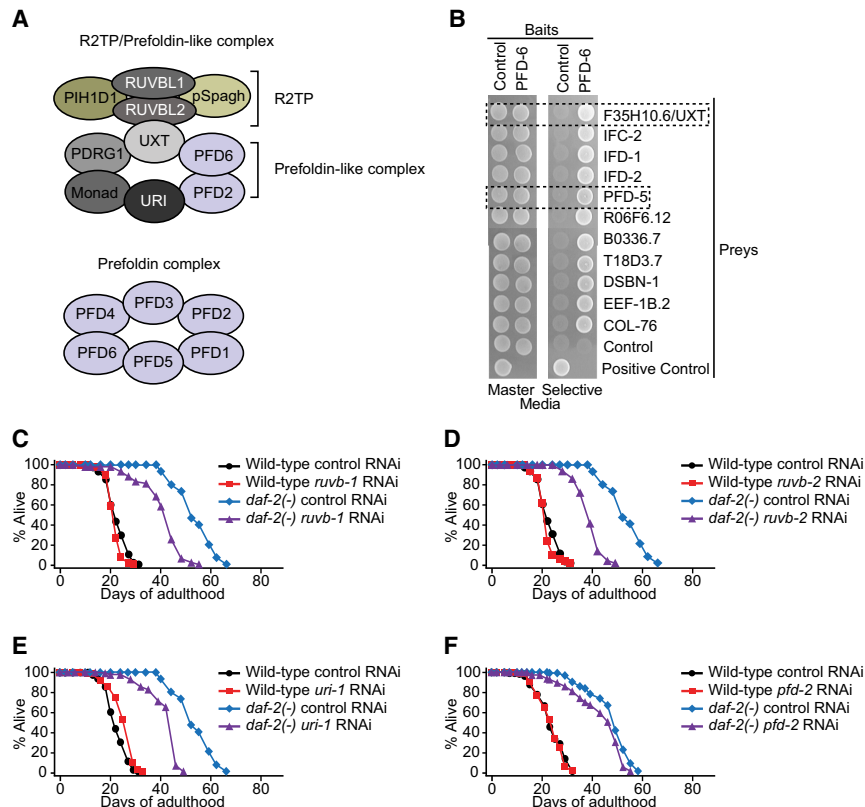 A
R2TP/Prefoldin-like complex
RUVBL1
PIH1D1
pSpagh
RUVBL2
R2TP
UXT
PDRG1
PFD6
Prefoldin-like complex
Monad
PFD2
URI
Prefoldin complex
PFD3
PFD4
PFD2
PFD6
PFD1
PFD5
B
Baits
Control
PFD-6
Control
PFD-6
F35H10.6/UXT
IFC-2
IFD-1
IFD-2
PFD-5
R06F6.12
B0336.7
T18D3.7
DSBN-1
EEF-1B.2
COL-76
Control
Positive Control
Preys
Master Selective
Media
C
% Alive
100
80
60
40
20
0
0 20 40 60 80
Days of adulthood
Wild-type control RNAi
Wild-type ruvb-1 RNAi
daf-2(-) control RNAi
daf-2(-) ruvb-1 RNAi
D
% Alive
100
80
60
40
20
0
0 20 40 60 80
Days of adulthood
Wild-type control RNAi
Wild-type ruvb-2 RNAi
daf-2(-) control RNAi
daf-2(-) ruvb-2 RNAi
E
% Alive
100
80
60
40
20
0
0 20 40 60 80
Days of adulthood
Wild-type control RNAi
Wild-type uri-1 RNAi
daf-2(-) control RNAi
daf-2(-) uri-1 RNAi
F
% Alive
100
80
60
40
20
0
0 20 40 60 80
Days of adulthood
Wild-type control RNAi
Wild-type pfd-2 RNAi
daf-2(-) control RNAi
daf-2(-) pfd-2 RNAi